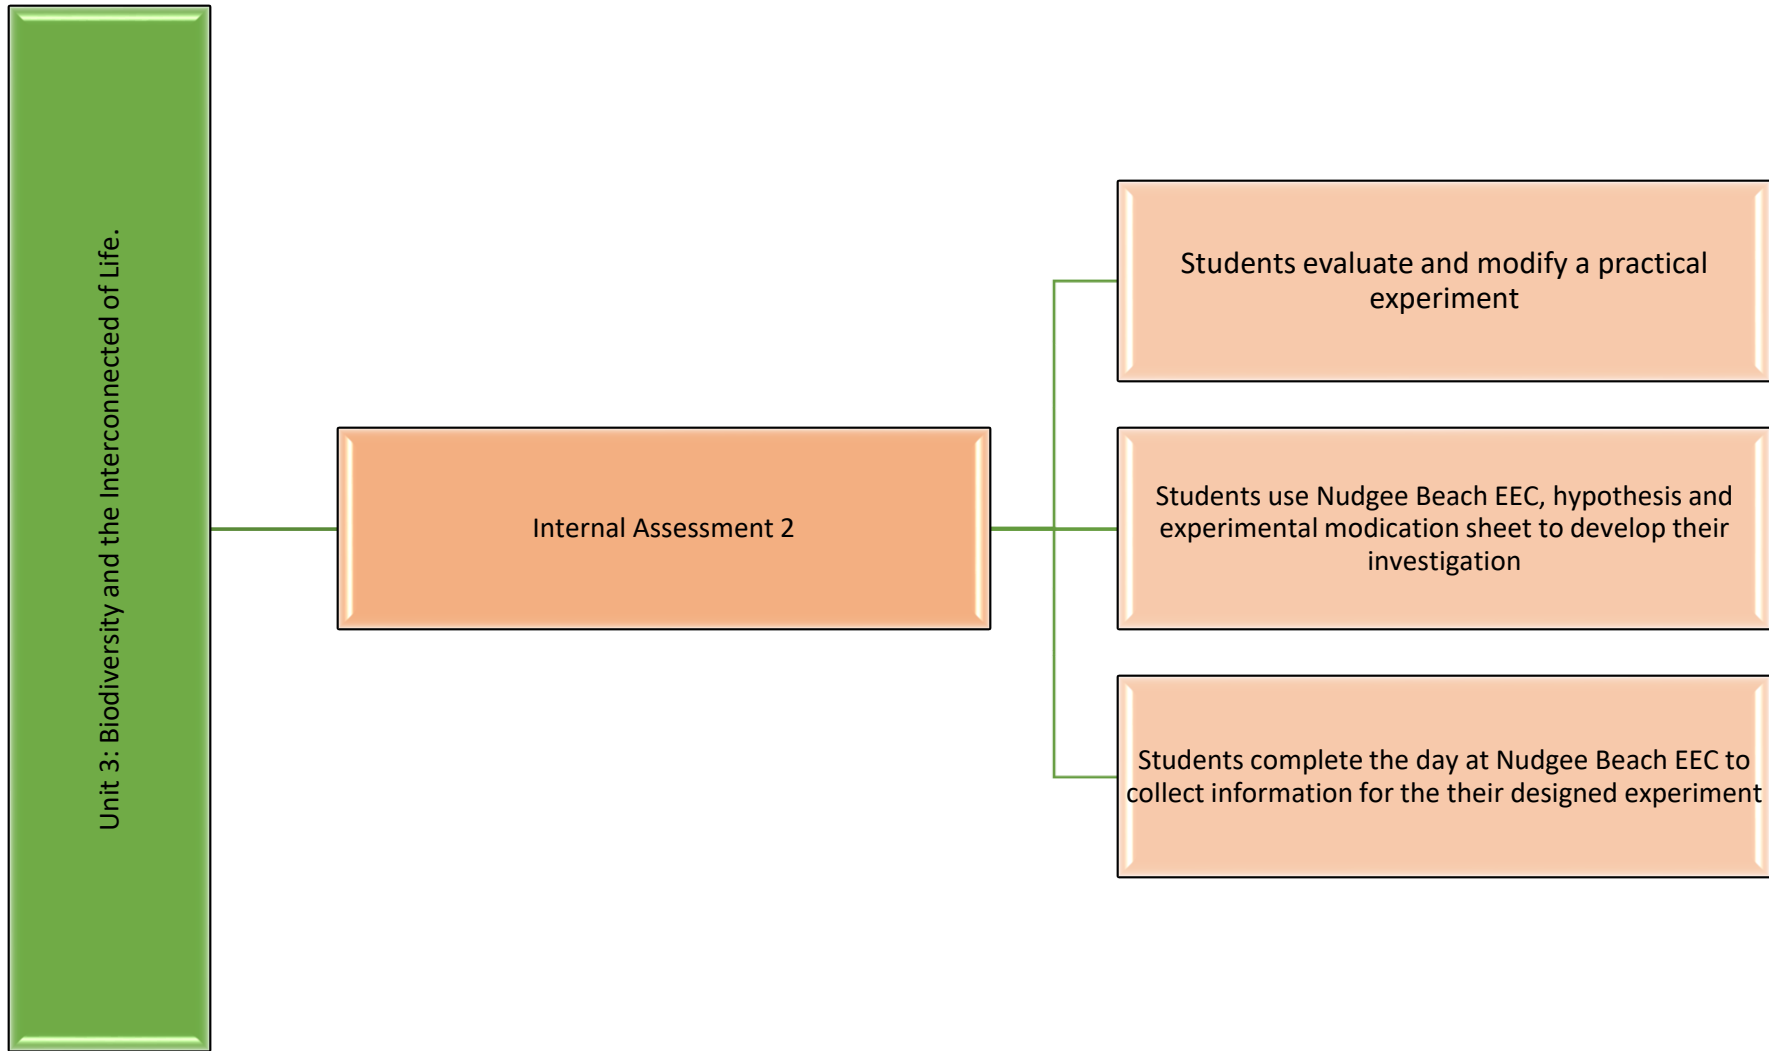 Unit 3: Biodiversity and the Interconnected of Life.
Internal Assessment 2
Students evaluate and modify a practical
experiment
Students use Nudgee Beach EEC, hypothesis and
experimental modication sheet to develop their
investigation
Students complete the day at Nudgee Beach EEC to
collect information for the their designed experiment